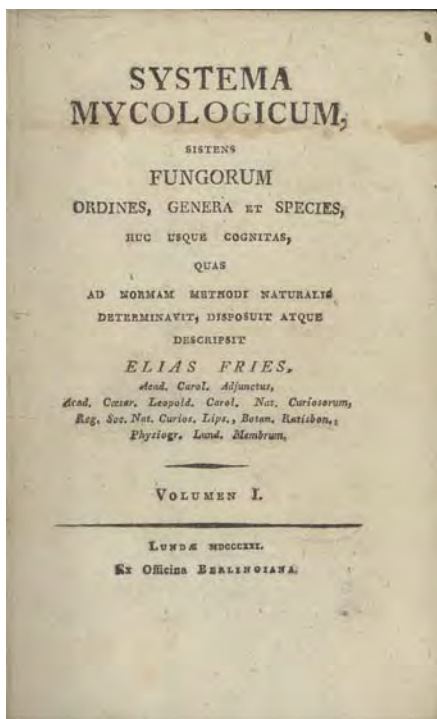 SYSTEMA
MYCOLOGICUM,
SISTENS
FUNGORUM
ORDINES, GENERA ET SPECIES,
HUC USQUE COGNITAS,
QUAS
AD NORMAM METHODI NATURALIS
DETERMINAVIT, DISPOSUIT ATQUE
DESCRIPSIT
ELIAS FRIES,
Acad. Carol. Adjunctus,
Acad. Cæsar. Leopold. Carol. Nat. Curiosorum,
Reg. Soc. Nat. Curios. Lips., Botan. Ratisbon.,
Physiogr. Lund. Membrum.
VOLUMEN I.
LUNDÆ MDCCCXXI.
Ex Officina BERLINGIANA.